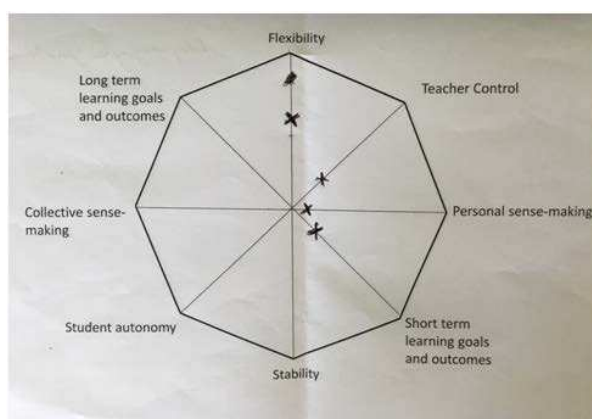 Flexibility
Long term
learning goals
and outcomes
Teacher Control
Collective sense-
making
Personal sense-making
Student autonomy
Short term
learning goals
and outcomes
Stability